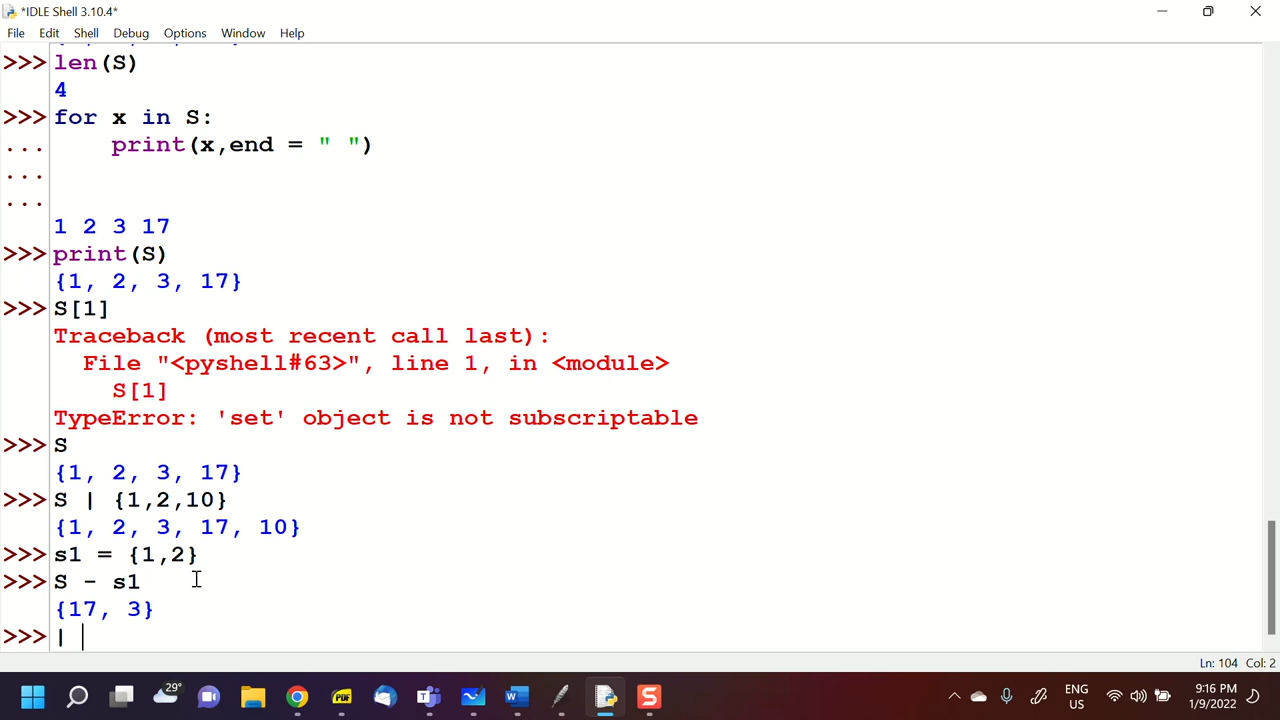 *IDLE Shell 3.10.4*
File Edit Shell Debug Options Window Help
>>> len(S)
4
>>> for x in S:
...     print(x,end = " ")
...
...
1 2 3 17
>>> print(S)
{1, 2, 3, 17}
>>> S[1]
Traceback (most recent call last):
  File "<pyshell#63>", line 1, in <module>
    S[1]
TypeError: 'set' object is not subscriptable
>>> S
{1, 2, 3, 17}
>>> S | {1,2,10}
{1, 2, 3, 17, 10}
>>> s1 = {1,2}
>>> S - s1
{17, 3}
>>> |
Ln: 104 Col: 2
29°
PDF
ENG
US
9:16 PM
1/9/2022